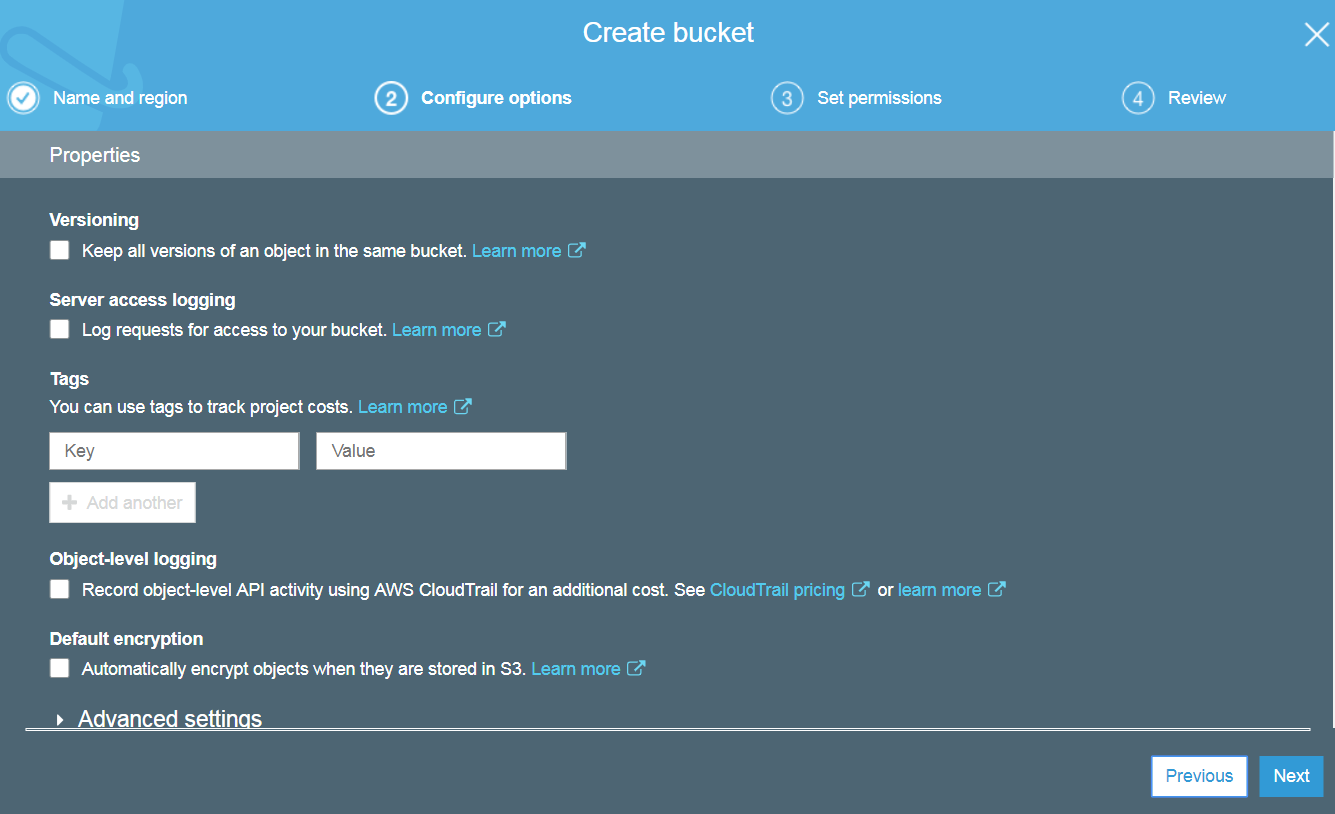 Create bucket
Name and region
2 Configure options
3 Set permissions
4 Review
Properties
Versioning
Keep all versions of an object in the same bucket. Learn more
Server access logging
Log requests for access to your bucket. Learn more
Tags
You can use tags to track project costs. Learn more
Key Value
+ Add another
Object-level logging
Record object-level API activity using AWS CloudTrail for an additional cost. See CloudTrail pricing or learn more
Default encryption
Automatically encrypt objects when they are stored in S3. Learn more
Advanced settings
Previous Next